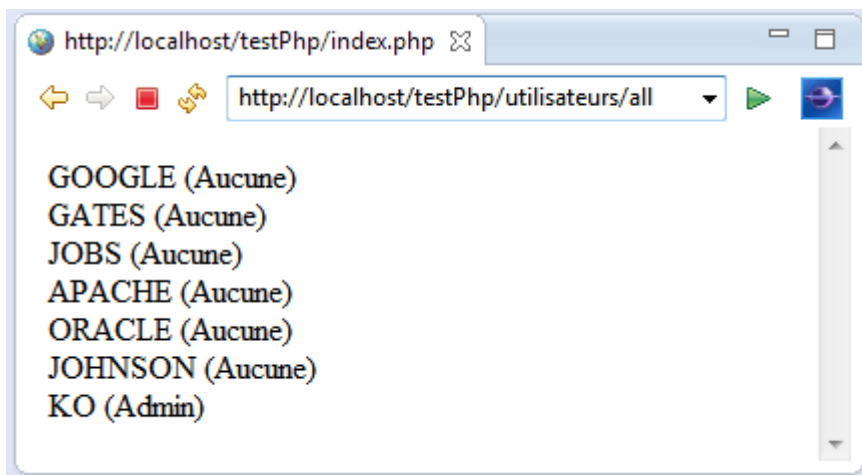 http://localhost/testPhp/index.php
http://localhost/testPhp/utilisateurs/all
GOOGLE (Aucune)
GATES (Aucune)
JOBS (Aucune)
APACHE (Aucune)
ORACLE (Aucune)
JOHNSON (Aucune)
KO (Admin)